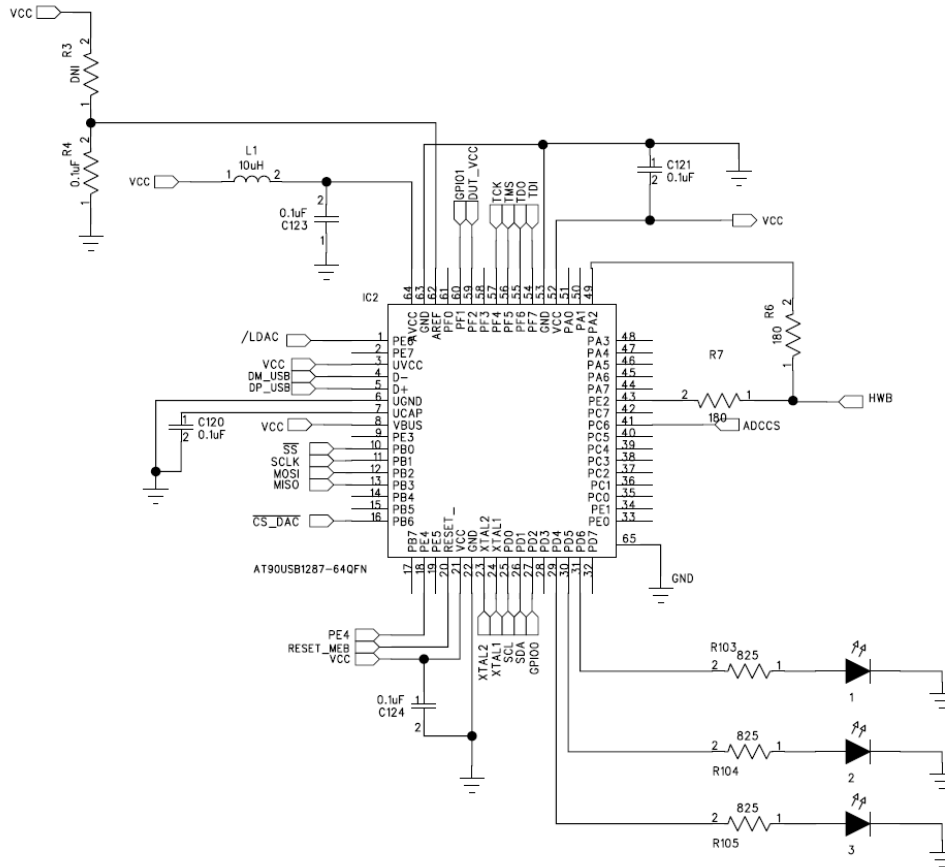 VCC
R3
DNI
2
1
R4
0.1uF
2
1
L1
10uH
1
2
VCC
0.1uF
C123
2
1
GPIO1
DUT_VCC
TCK
TMS
TDO
TDI
1
2
C121
0.1uF
VCC
IC2
64 63 62 61 60 59 58 57 56 55 54 53 52 51 50 49
AVCC GND AREF PF0 PF1 PF2 PF3 PF4 PF5 PF6 PF7 GND VCC PA0 PA1 PA2
/LDAC 1 PE6
2 PE7
VCC 3 UVCC
DM_USB 4 D-
DP_USB 5 D+
6 UGND
7 UCAP
VCC 8 VBUS
9 PE3
SS 10 PB0
SCLK 11 PB1
MOSI 12 PB2
MISO 13 PB3
14 PB4
15 PB5
CS_DAC 16 PB6
1
2
C120
0.1uF
PA3 48
PA4 47
PA5 46
PA6 45
PA7 44
PE2 43
PC7 42
PC6 41
PC5 40
PC4 39
PC3 38
PC2 37
PC1 36
PC0 35
PE1 34
PE0 33
65
GND
R6
180
2
1
R7
2
1
180
HWB
ADCCS
PB7 PE4 PE5 RESET_ VCC GND XTAL2 XTAL1 PD0 PD1 PD2 PD3 PD4 PD5 PD6 PD7
17 18 19 20 21 22 23 24 25 26 27 28 29 30 31 32
AT90USB1287-64QFN
PE4
RESET_MEB
VCC
0.1uF
C124
1
2
XTAL2
XTAL1
SCL
SDA
GPIO0
R103
825
2
1
1
825
2
1
R104
2
825
2
1
R105
3